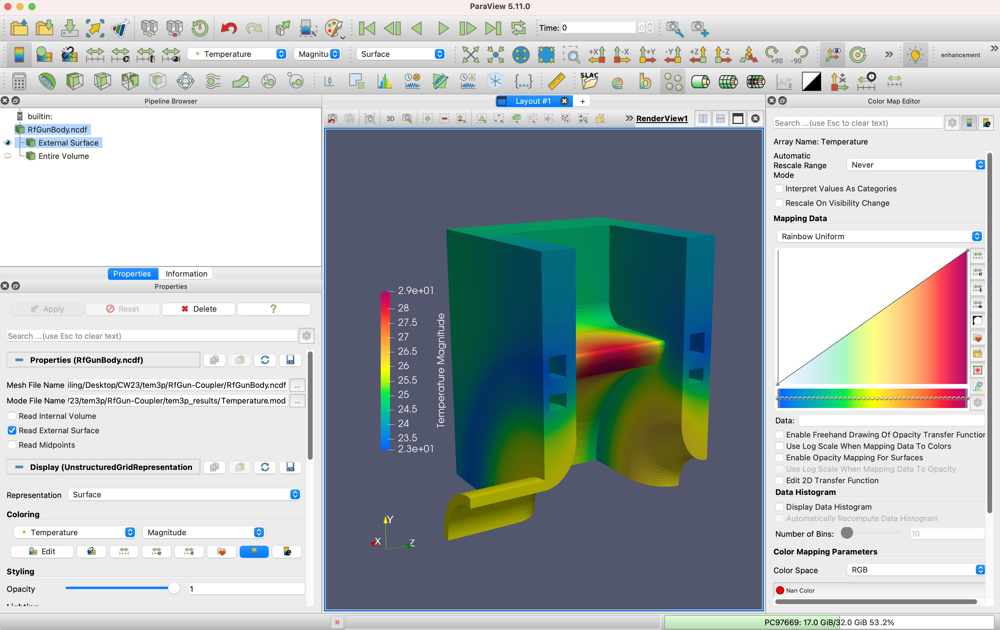 ParaView 5.11.0
Time: 0
0
Temperature
Magnitu
Surface
+X
-X
+Y
-Y
+Z
-Z
+90
-90
enhancement
SLAC
Pipeline Browser
builtin:
RfGunBody.ncdf
External Surface
Entire Volume
Properties
Information
Properties
Apply
Reset
Delete
?
Search ...(use Esc to clear text)
Properties (RfGunBody.ncdf)
Mesh File Name iling/Desktop/CW23/tem3p/RfGun-Coupler/RfGunBody.ncdf ...
Mode File Name /23/tem3p/RfGun-Coupler/tem3p_results/Temperature.mod ...
Read Internal Volume
Read External Surface
Read Midpoints
Display (UnstructuredGridRepresentation
Representation Surface
Coloring
Temperature
Magnitude
Edit
Styling
Opacity 1
Layout #1
+
3D
RenderView1
2.9e+01
28
27.5
27
26.5
26
25.5
25
24.5
24
23.5
2.3e+01
Temperature Magnitude
Y
X
Z
Color Map Editor
Search ...(use Esc to clear text)
Array Name: Temperature
Automatic
Rescale Range
Mode
Never
Interpret Values As Categories
Rescale On Visibility Change
Mapping Data
Rainbow Uniform
Data:
Enable Freehand Drawing Of Opacity Transfer Function
Use Log Scale When Mapping Data To Colors
Enable Opacity Mapping For Surfaces
Use Log Scale When Mapping Data To Opacity
Edit 2D Transfer Function
Data Histogram
Display Data Histogram
Automatically Recompute Data Histogram
Number of Bins: 10
Color Mapping Parameters
Color Space RGB
Nan Color
PC97669: 17.0 GiB/32.0 GiB 53.2%